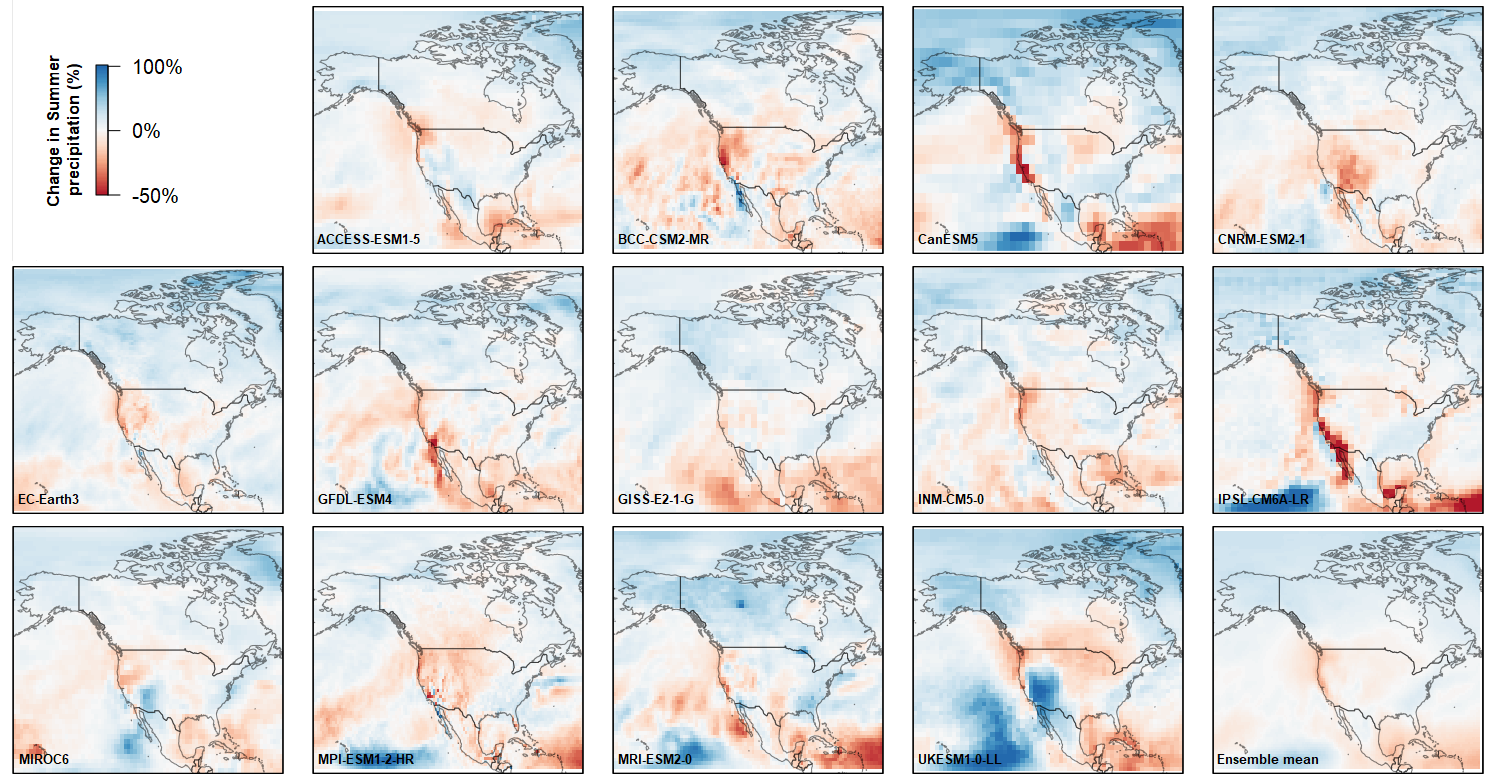 Change in Summer
precipitation (%)
100%
0%
-50%
ACCESS-ESM1-5
BCC-CSM2-MR
CanESM5
CNRM-ESM2-1
EC-Earth3
GFDL-ESM4
GISS-E2-1-G
INM-CM5-0
IPSL-CM6A-LR
MIROC6
MPI-ESM1-2-HR
MRI-ESM2-0
UKESM1-0-LL
Ensemble mean